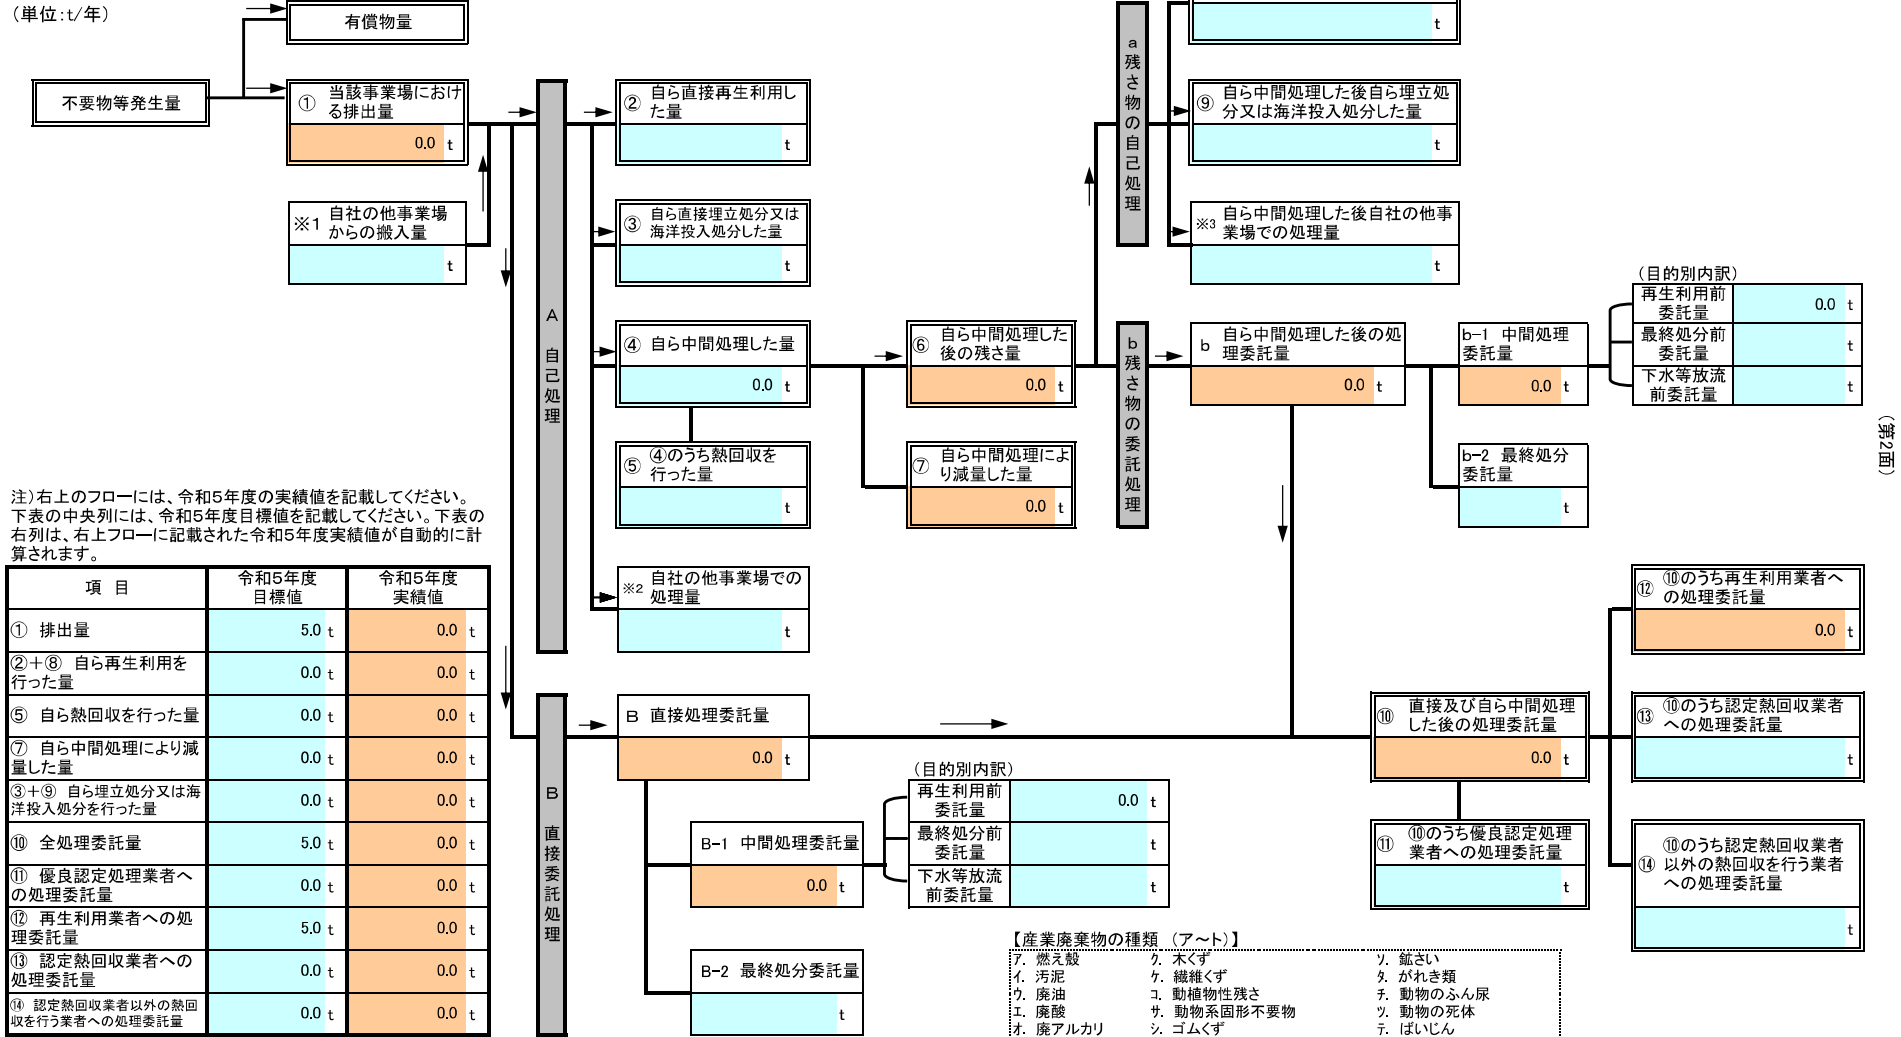 （単位：t/年）
有償物量
不要物等発生量
① 当該事業場におけ
る排出量
0.0 t
※1 自社の他事業場
からの搬入量
t
A 自己処理
② 自ら直接再生利用し
た量
t
③ 自ら直接埋立処分又は
海洋投入処分した量
t
④ 自ら中間処理した量
0.0 t
⑤ ④のうち熱回収を
行った量
t
※2 自社の他事業場での
処理量
t
⑥ 自ら中間処理した
後の残さ量
0.0 t
⑦ 自ら中間処理によ
り減量した量
0.0 t
a 残さ物の自己処理
t
⑨ 自ら中間処理した後自ら埋立処
分又は海洋投入処分した量
t
※3 自ら中間処理した後自社の他事
業場での処理量
t
b 残さ物の委託処理
b 自ら中間処理した後の処
理委託量
0.0 t
b-1 中間処理
委託量
0.0 t
（目的別内訳）
再生利用前
委託量 0.0 t
最終処分前
委託量 t
下水等放流
前委託量 t
b-2 最終処分
委託量
t
（第2面）
注）右上のフローには、令和5年度の実績値を記載してください。
下表の中央列には、令和5年度目標値を記載してください。下表の
右列は、右上フローに記載された令和5年度実績値が自動的に計
算されます。
項 目 令和5年度目標値 令和5年度実績値
① 排出量 5.0 t 0.0 t
②＋⑧ 自ら再生利用を
行った量 0.0 t 0.0 t
⑤ 自ら熱回収を行った量 0.0 t 0.0 t
⑦ 自ら中間処理により減
量した量 0.0 t 0.0 t
③＋⑨ 自ら埋立処分又は海
洋投入処分を行った量 0.0 t 0.0 t
⑩ 全処理委託量 5.0 t 0.0 t
⑪ 優良認定処理業者へ
の処理委託量 0.0 t 0.0 t
⑫ 再生利用業者への処
理委託量 5.0 t 0.0 t
⑬ 認定熱回収業者への
処理委託量 0.0 t 0.0 t
⑭ 認定熱回収業者以外の熱回
収を行う業者への処理委託量 0.0 t 0.0 t
B 直接委託処理
B 直接処理委託量
0.0 t
B-1 中間処理委託量
0.0 t
（目的別内訳）
再生利用前
委託量 0.0 t
最終処分前
委託量 t
下水等放流
前委託量 t
B-2 最終処分委託量
t
⑩ 直接及び自ら中間処理
した後の処理委託量
0.0 t
⑪ ⑩のうち優良認定処理
業者への処理委託量
t
⑫ ⑩のうち再生利用業者へ
の処理委託量
0.0 t
⑬ ⑩のうち認定熱回収業者
への処理委託量
t
⑭ ⑩のうち認定熱回収業者
以外の熱回収を行う業者
への処理委託量
t
【産業廃棄物の種類 （ア～ト）】
ア. 燃え殻 ク. 木くず ソ. 鉱さい
イ. 汚泥 ケ. 繊維くず タ. がれき類
ウ. 廃油 コ. 動植物性残さ チ. 動物のふん尿
エ. 廃酸 サ. 動物系固形不要物 ツ. 動物の死体
オ. 廃アルカリ シ. ゴムくず テ. ばいじん